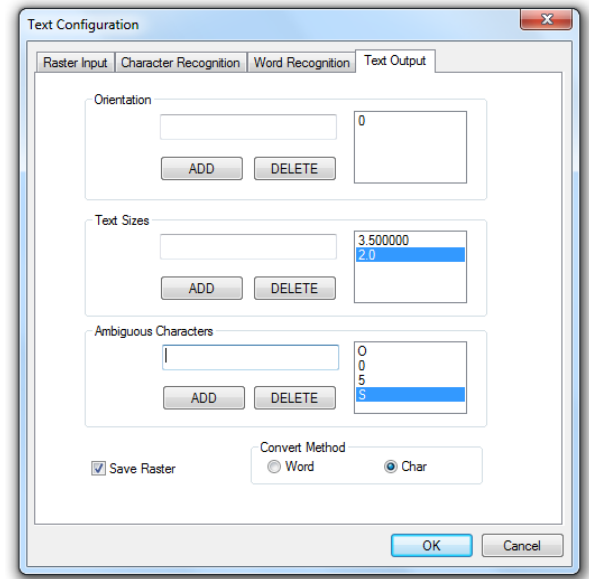 Text Configuration
x
Raster Input Character Recognition Word Recognition Text Output
Orientation
0
ADD DELETE
Text Sizes
3.500000
2.0
ADD DELETE
Ambiguous Characters
O
0
5
S
ADD DELETE
Save Raster
Convert Method
Word Char
OK Cancel